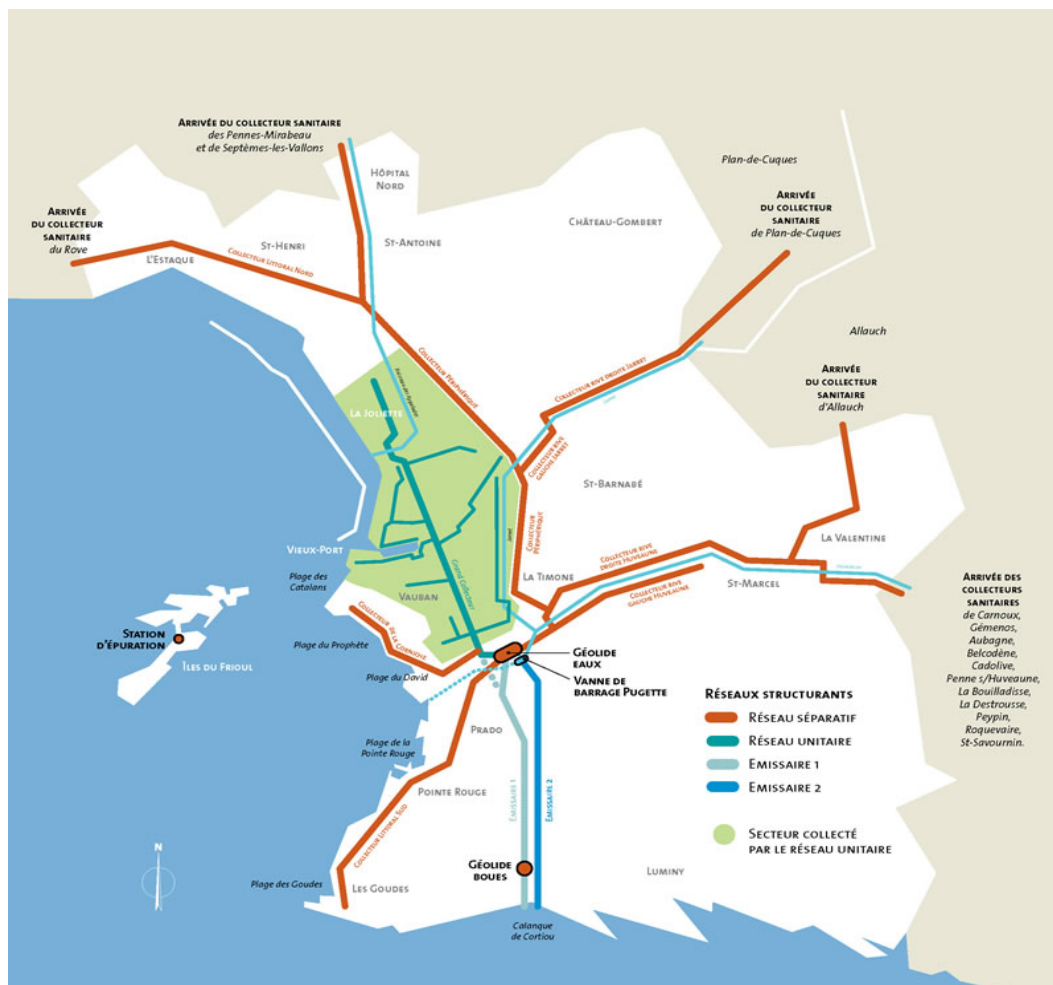 ARRIVÉE DU COLLECTEUR SANITAIRE
des Pennes-Mirabeau
et de Septèmes-les-Vallons
HÔPITAL
NORD
Plan-de-Cuques
ARRIVÉE
DU COLLECTEUR
SANITAIRE
de Plan-de-Cuques
CHÂTEAU-GOMBERT
ARRIVÉE
DU COLLECTEUR
SANITAIRE
du Rove
ST-HENRI
ST-ANTOINE
L'ESTAQUE
COLLECTEUR LITTORAL NORD
Allauch
COLLECTEUR PÉRIPHÉRIQUE
COLLECTEUR RIVE DROITE JARRET
ARRIVÉE
DU COLLECTEUR
SANITAIRE
d'Allauch
LA JOLIETTE
COLLECTEUR RIVE
GAUCHE JARRET
ST-BARNABÉ
COLLECTEUR
PÉRIPHÉRIQUE
Jarret
LA VALENTINE
VIEUX-PORT
COLLECTEUR RIVE
DROITE HUVEAUNE
Grand Collecteur
LA TIMONE
ST-MARCEL
COLLECTEUR RIVE
GAUCHE HUVEAUNE
Plage des
Catalans
VAUBAN
ARRIVÉE DES
COLLECTEURS
SANITAIRES
de Carnoux,
Gémenos,
Aubagne,
Belcodène,
Cadolive,
Penne s/Huveaune,
La Bouilladisse,
La Destrousse,
Peypin,
Roquevaire,
St-Savournin.
COLLECTEUR DE LA CORNICHE
STATION
D'ÉPURATION
Plage du Prophête
ÎLES DU FRIOUL
GÉOLIDE
EAUX
Plage du David
VANNE DE
BARRAGE PUGETTE
RÉSEAUX STRUCTURANTS
RÉSEAU SÉPARATIF
RÉSEAU UNITAIRE
EMISSAIRE 1
EMISSAIRE 2
SECTEUR COLLECTÉ
PAR LE RÉSEAU UNITAIRE
PRADO
Plage de la
Pointe Rouge
POINTE ROUGE
EMISSAIRE 1
EMISSAIRE 2
COLLECTEUR LITTORAL SUD
N
GÉOLIDE
BOUES
LUMINY
Plage des Goudes
LES GOUDES
Calanque
de Cortiou